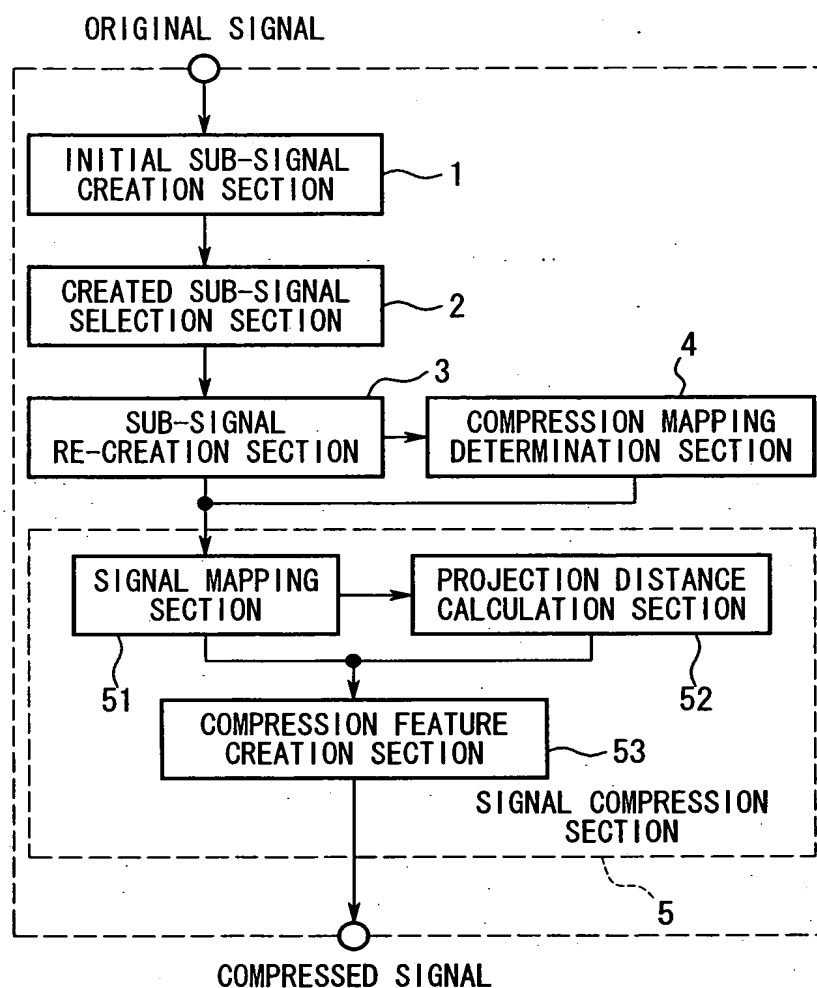 ORIGINAL SIGNAL
INITIAL SUB-SIGNAL
CREATION SECTION
1
CREATED SUB-SIGNAL
SELECTION SECTION
2
3
4
SUB-SIGNAL
RE-CREATION SECTION
COMPRESSION MAPPING
DETERMINATION SECTION
SIGNAL MAPPING
SECTION
PROJECTION DISTANCE
CALCULATION SECTION
51
52
COMPRESSION FEATURE
CREATION SECTION
53
SIGNAL COMPRESSION
SECTION
5
COMPRESSED SIGNAL